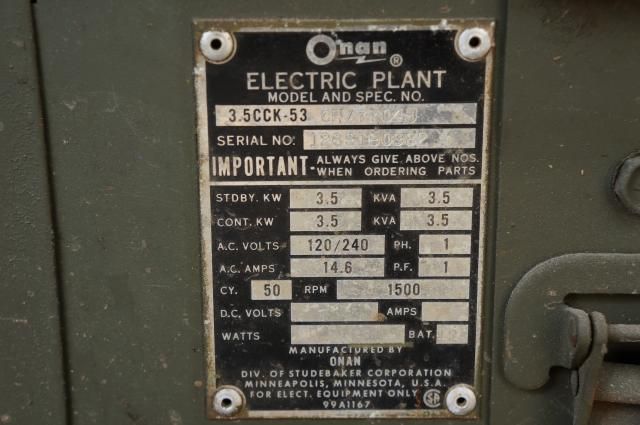 Onan ®
ELECTRIC PLANT
MODEL AND SPEC. NO.
3.5CCK-53
SERIAL NO:
IMPORTANT- ALWAYS GIVE ABOVE NOS.
WHEN ORDERING PARTS
STDBY. KW 3.5 KVA 3.5
CONT. KW 3.5 KVA 3.5
A.C. VOLTS 120/240 PH. 1
A.C. AMPS 14.6 P.F. 1
CY. 50 RPM 1500
D.C. VOLTS AMPS
WATTS BAT.
MANUFACTURED BY
ONAN
DIV. OF STUDEBAKER CORPORATION
MINNEAPOLIS, MINNESOTA, U.S.A.
FOR ELECT. EQUIPMENT ONLY
99A1167